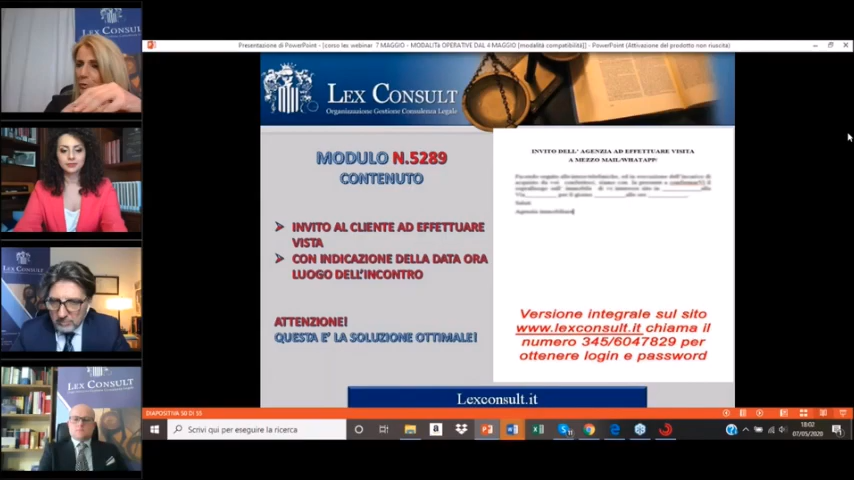 LEX CONSULT
Presentazione di PowerPoint - [corso lex webinar 7 MAGGIO - MODALITà OPERATIVE DAL 4 MAGGIO [modalità compatibilità]] - PowerPoint (Attivazione del prodotto non riuscita)
LEX CONSULT
Organizzazione Gestione Consulenza Legale
MODULO N.5289
CONTENUTO
INVITO AL CLIENTE AD EFFETTUARE
VISTA
CON INDICAZIONE DELLA DATA ORA
LUOGO DELL'INCONTRO
ATTENZIONE!
QUESTA E' LA SOLUZIONE OTTIMALE!
INVITO DELL' AGENZIA AD EFFETTUARE VISITA
A MEZZO MAIL/WHATAPP/
Saluti
Agenzia immobiliare
Versione integrale sul sito
www.lexconsult.it chiama il
numero 345/6047829 per
ottenere login e password
Lexconsult.it
LEX CONSULT
LEX CONSULT
DIAPOSITIVA 50 DI 55
Scrivi qui per eseguire la ricerca
18:02
07/05/2020